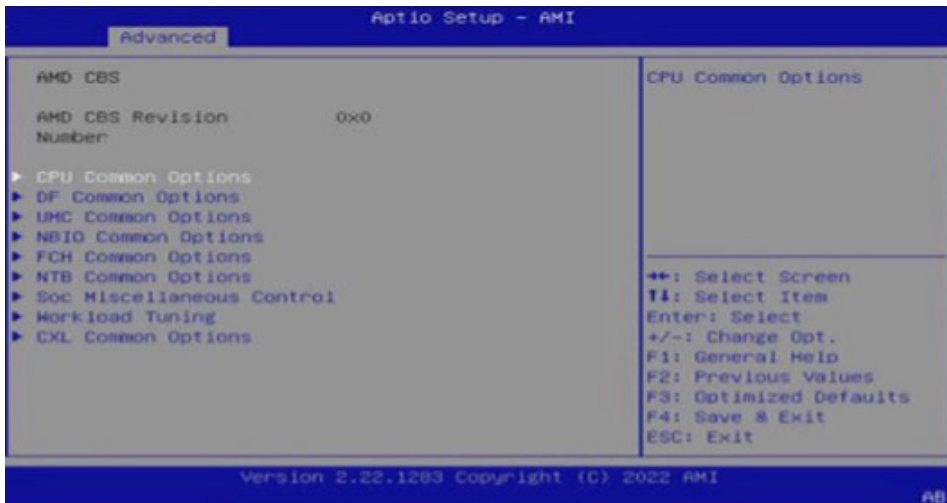 Aptio Setup - AMI
Advanced
AMD CBS
AMD CBS Revision 0x0
Number
CPU Common Options
DF Common Options
UMC Common Options
NBIO Common Options
FCH Common Options
NTB Common Options
Soc Miscellaneous Control
Workload Tuning
CXL Common Options
CPU Common Options
→←: Select Screen
↑↓: Select Item
Enter: Select
+/-: Change Opt.
F1: General Help
F2: Previous Values
F3: Optimized Defaults
F4: Save & Exit
ESC: Exit
Version 2.22.1283 Copyright (C) 2022 AMI
AB